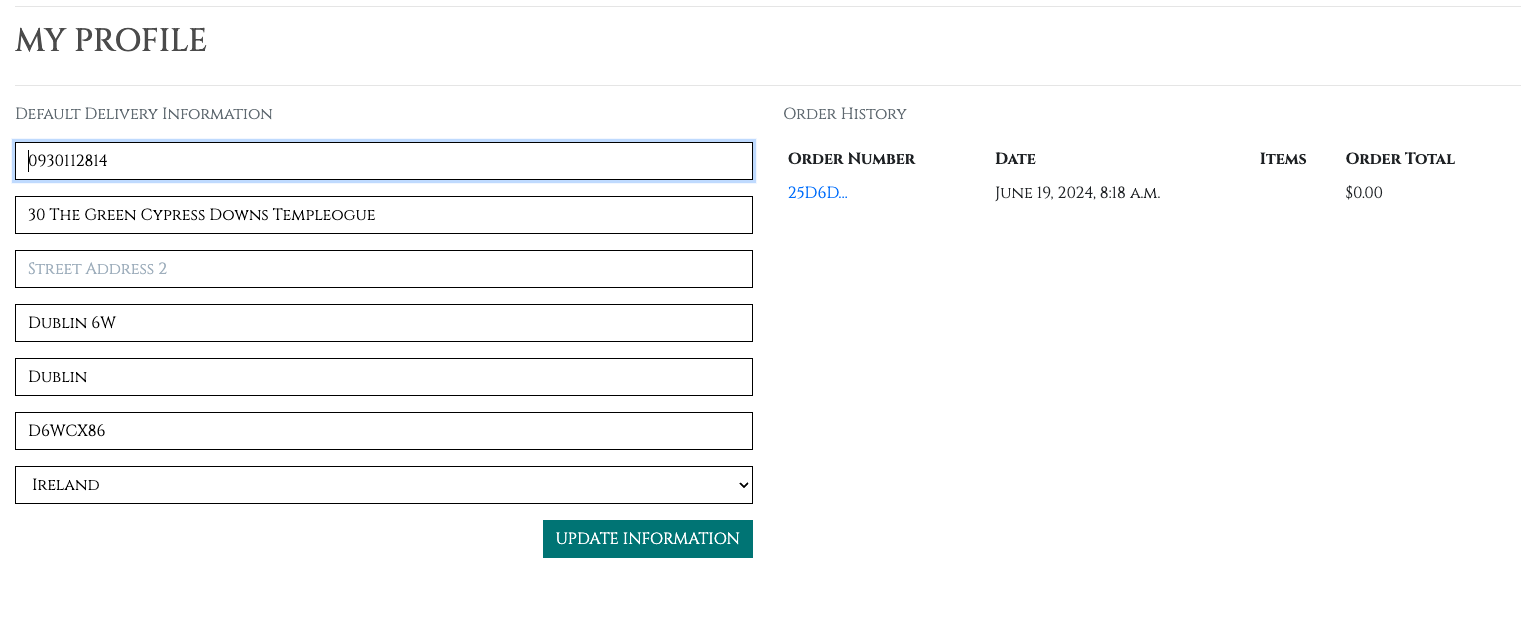 My Profile
Default Delivery Information
0930112814
30 The Green Cypress Downs Templeogue
Street Address 2
Dublin 6W
Dublin
D6WCX86
Ireland
UPDATE INFORMATION
Order History
Order Number Date Items Order Total
25D6D... June 19, 2024, 8:18 a.m. $0.00